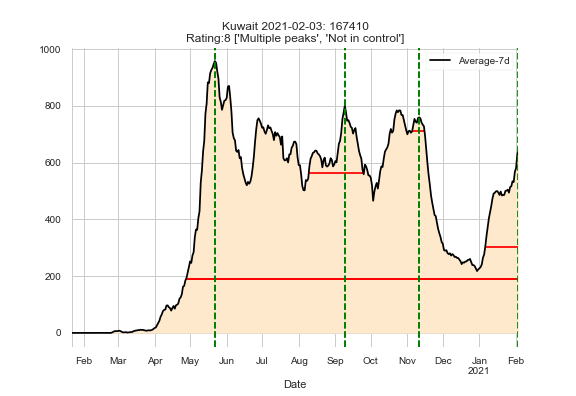 Kuwait 2021-02-03: 167410
Rating:8 ['Multiple peaks', 'Not in control']
Average-7d
1000
800
600
400
200
0
Feb Mar Apr May Jun Jul Aug Sep Oct Nov Dec Jan Feb
2021
Date